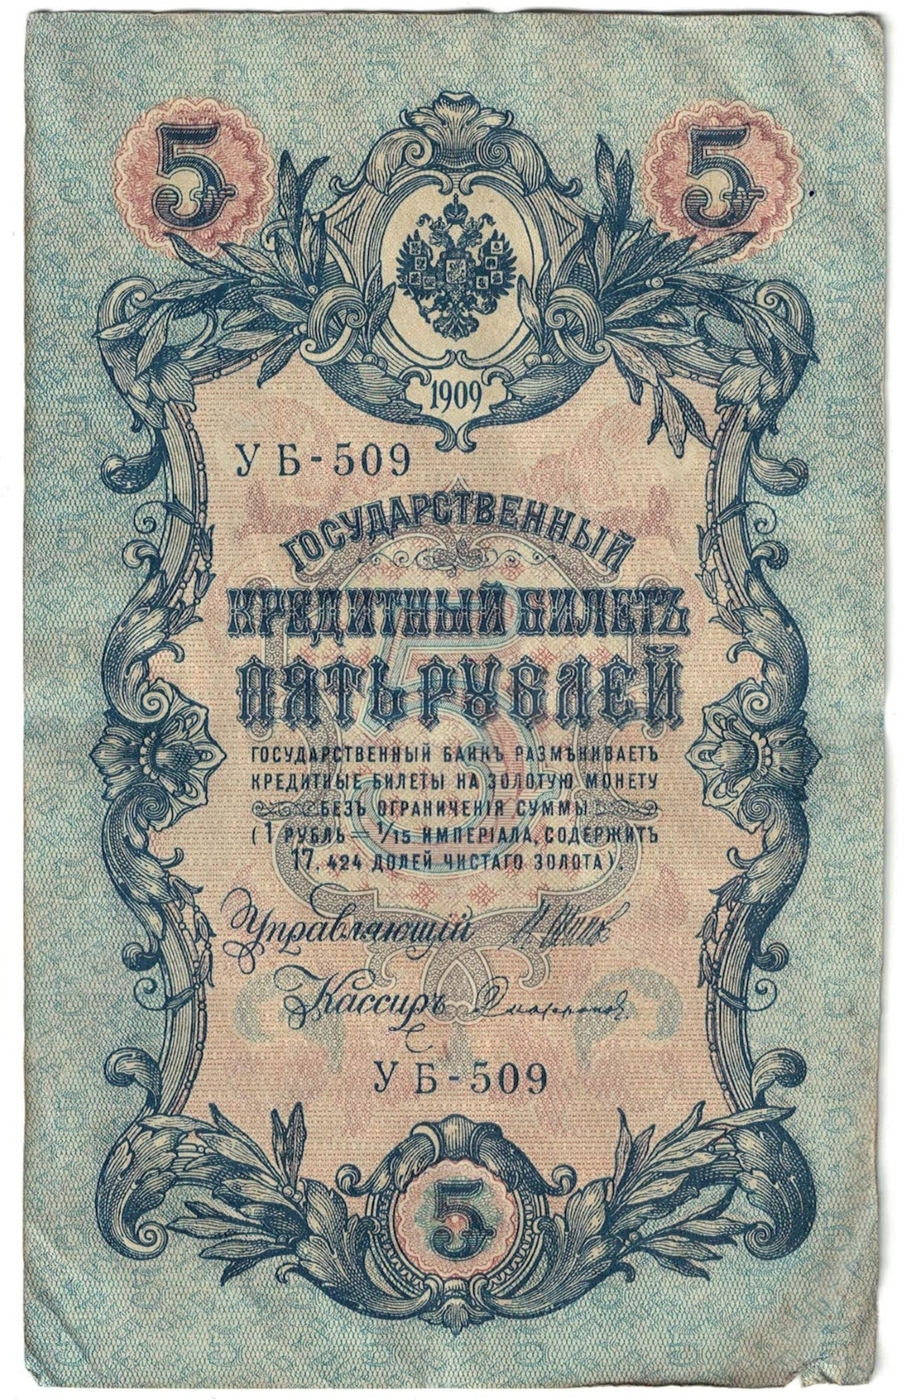 5 5
1909
УБ-509
ГОСУДАРСТВЕННЫЙ
КРЕДИТНЫЙ БИЛЕТЪ
ПЯТЬ РУБЛЕЙ
5
ГОСУДАРСТВЕННЫЙ БАНКЪ РАЗМѢНИВАЕТЪ
КРЕДИТНЫЕ БИЛЕТЫ НА ЗОЛОТУЮ МОНЕТУ
БЕЗЪ ОГРАНИЧЕНІЯ СУММЫ
(1 РУБЛЬ = 1/15 ИМПЕРІАЛА, СОДЕРЖИТЪ
17.424 ДОЛЕЙ ЧИСТАГО ЗОЛОТА).
Управляющій
Кассиръ
УБ-509
5